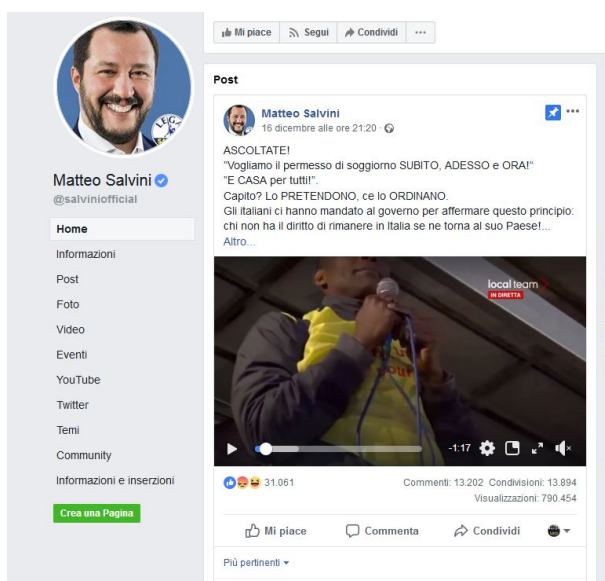 Mi piace Segui Condividi ...
Post
Matteo Salvini
16 dicembre alle ore 21:20 ·
ASCOLTATE!
"Vogliamo il permesso di soggiorno SUBITO, ADESSO e ORA!"
"E CASA per tutti!".
Capito? Lo PRETENDONO, ce lo ORDINANO.
Gli italiani ci hanno mandato al governo per affermare questo principio:
chi non ha il diritto di rimanere in Italia se ne torna al suo Paese!...
Altro...
LEGA
Matteo Salvini
@salviniofficial
Home
Informazioni
Post
Foto
Video
Eventi
YouTube
Twitter
Temi
Community
Informazioni e inserzioni
Crea una Pagina
local team
IN DIRETTA
-1:17
31.061
Commenti: 13.202 Condivisioni: 13.894
Visualizzazioni: 790.454
Mi piace Commenta Condividi
Più pertinenti